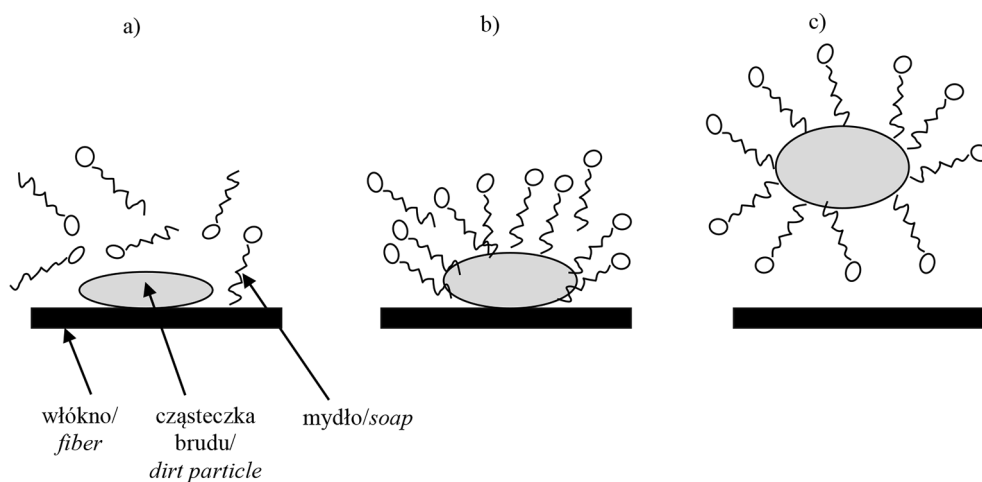 a)
b)
c)
włókno/
fiber
cząsteczka
brudu/
dirt particle
mydło/soap